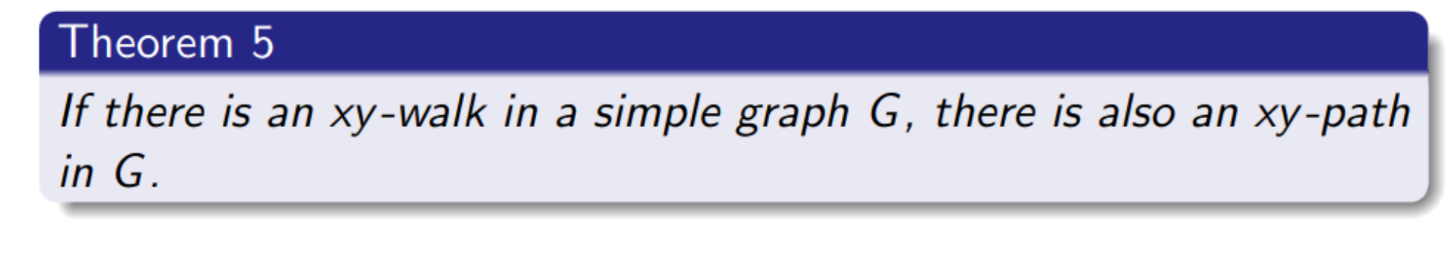 Theorem 5
If there is an xy-walk in a simple graph G, there is also an xy-path
in G.